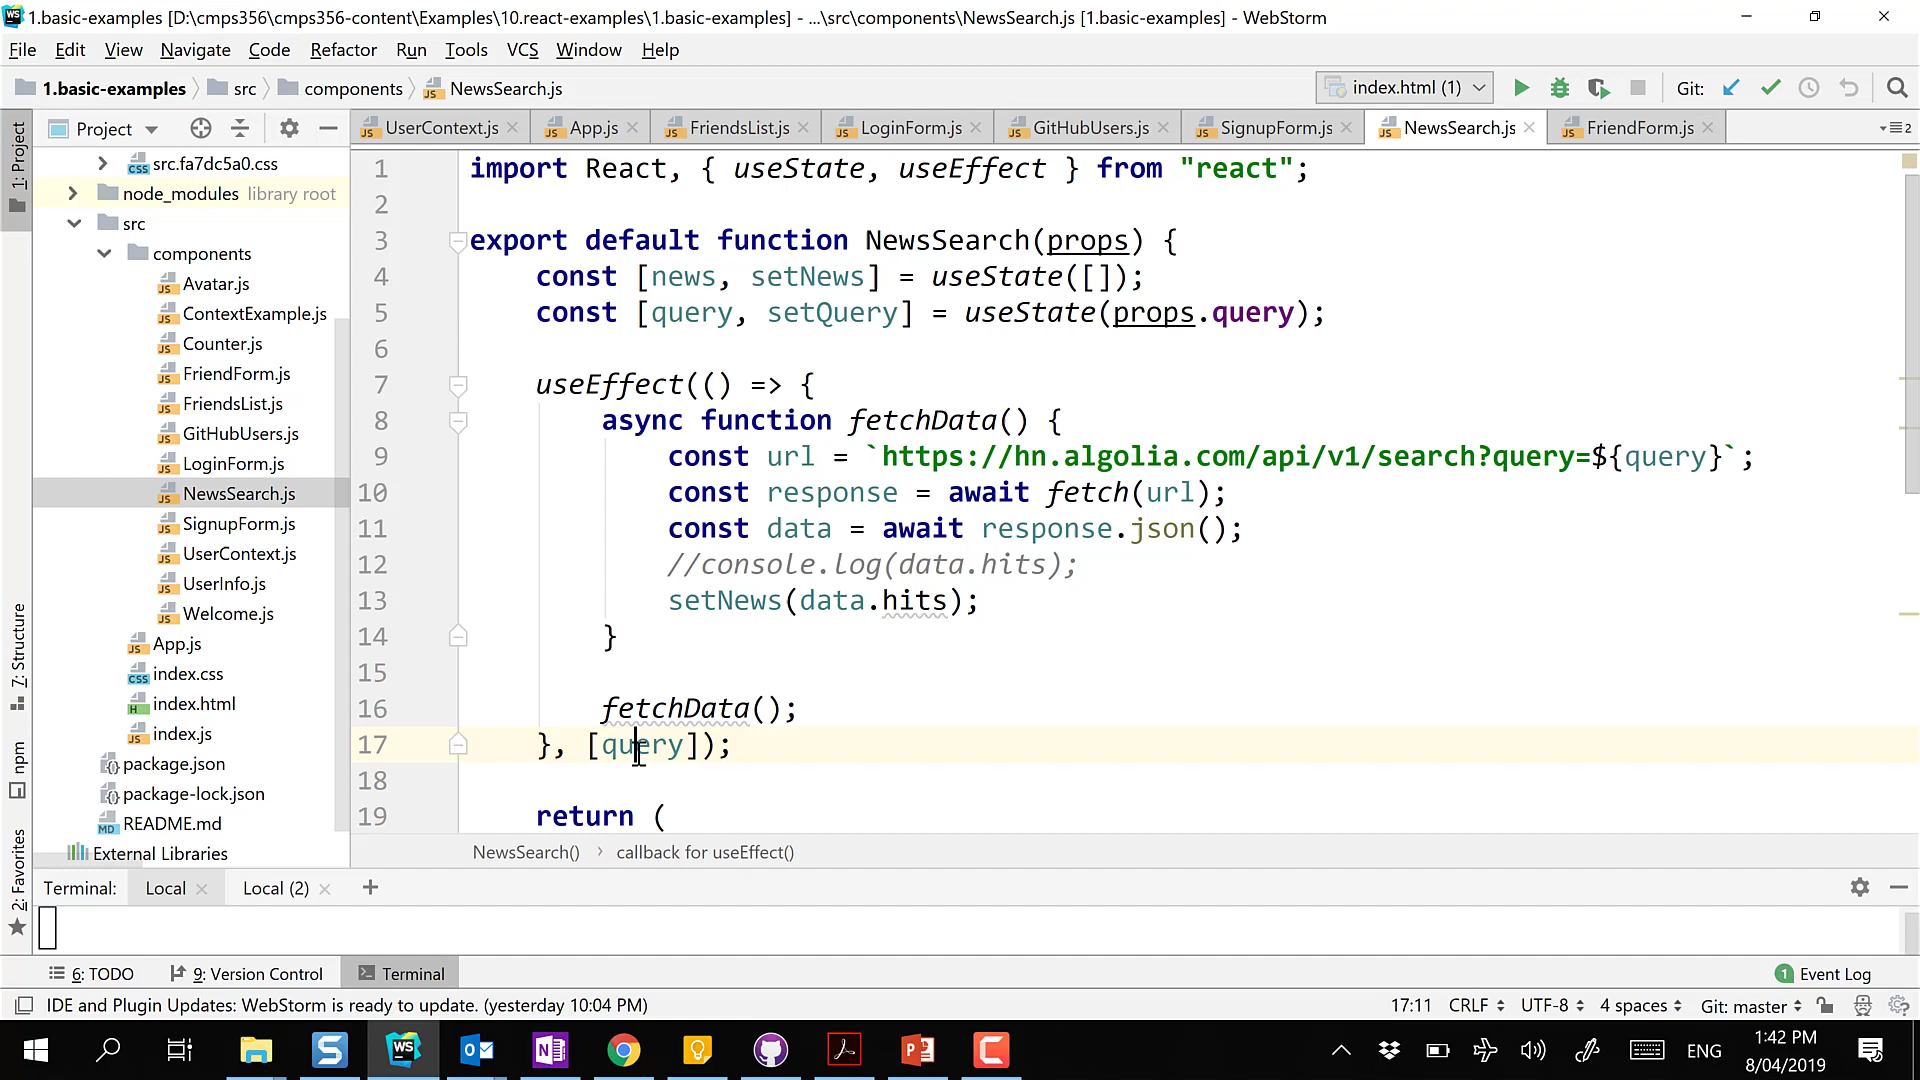 1.basic-examples [D:\cmps356\cmps356-content\Examples\10.react-examples\1.basic-examples] - ...\src\components\NewsSearch.js [1.basic-examples] - WebStorm
File Edit View Navigate Code Refactor Run Tools VCS Window Help
1.basic-examples src components NewsSearch.js index.html (1) Git:
Project UserContext.js App.js FriendsList.js LoginForm.js GitHubUsers.js SignupForm.js NewsSearch.js FriendForm.js 2
1: Project
7: Structure
npm
2: Favorites
src.fa7dc5a0.css
node_modules library root
src
components
Avatar.js
ContextExample.js
Counter.js
FriendForm.js
FriendsList.js
GitHubUsers.js
LoginForm.js
NewsSearch.js
SignupForm.js
UserContext.js
UserInfo.js
Welcome.js
App.js
index.css
index.html
index.js
package.json
package-lock.json
README.md
External Libraries
1 import React, { useState, useEffect } from "react";
2
3 export default function NewsSearch(props) {
4 const [news, setNews] = useState([]);
5 const [query, setQuery] = useState(props.query);
6
7 useEffect(() => {
8 async function fetchData() {
9 const url = `https://hn.algolia.com/api/v1/search?query=${query}`;
10 const response = await fetch(url);
11 const data = await response.json();
12 //console.log(data.hits);
13 setNews(data.hits);
14 }
15
16 fetchData();
17 }, [query]);
18
19 return (
NewsSearch() › callback for useEffect()
Terminal: Local Local (2) +
6: TODO 9: Version Control Terminal 1 Event Log
IDE and Plugin Updates: WebStorm is ready to update. (yesterday 10:04 PM) 17:11 CRLF UTF-8 4 spaces Git: master
ENG 1:42 PM
8/04/2019